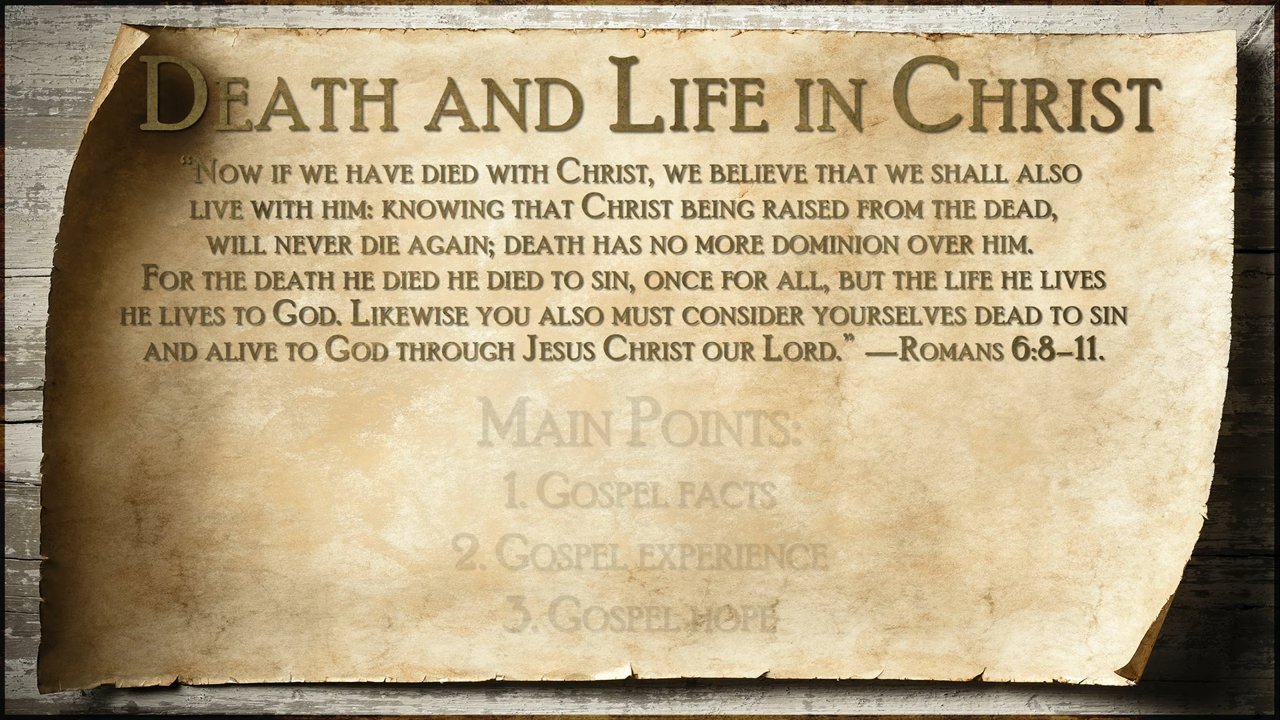 Death and Life in Christ
“Now if we have died with Christ, we believe that we shall also
live with him: knowing that Christ being raised from the dead,
will never die again; death has no more dominion over him.
For the death he died he died to sin, once for all, but the life he lives
he lives to God. Likewise you also must consider yourselves dead to sin
and alive to God through Jesus Christ our Lord.” —Romans 6:8–11.
Main Points:
1. Gospel facts
2. Gospel experience
3. Gospel hope